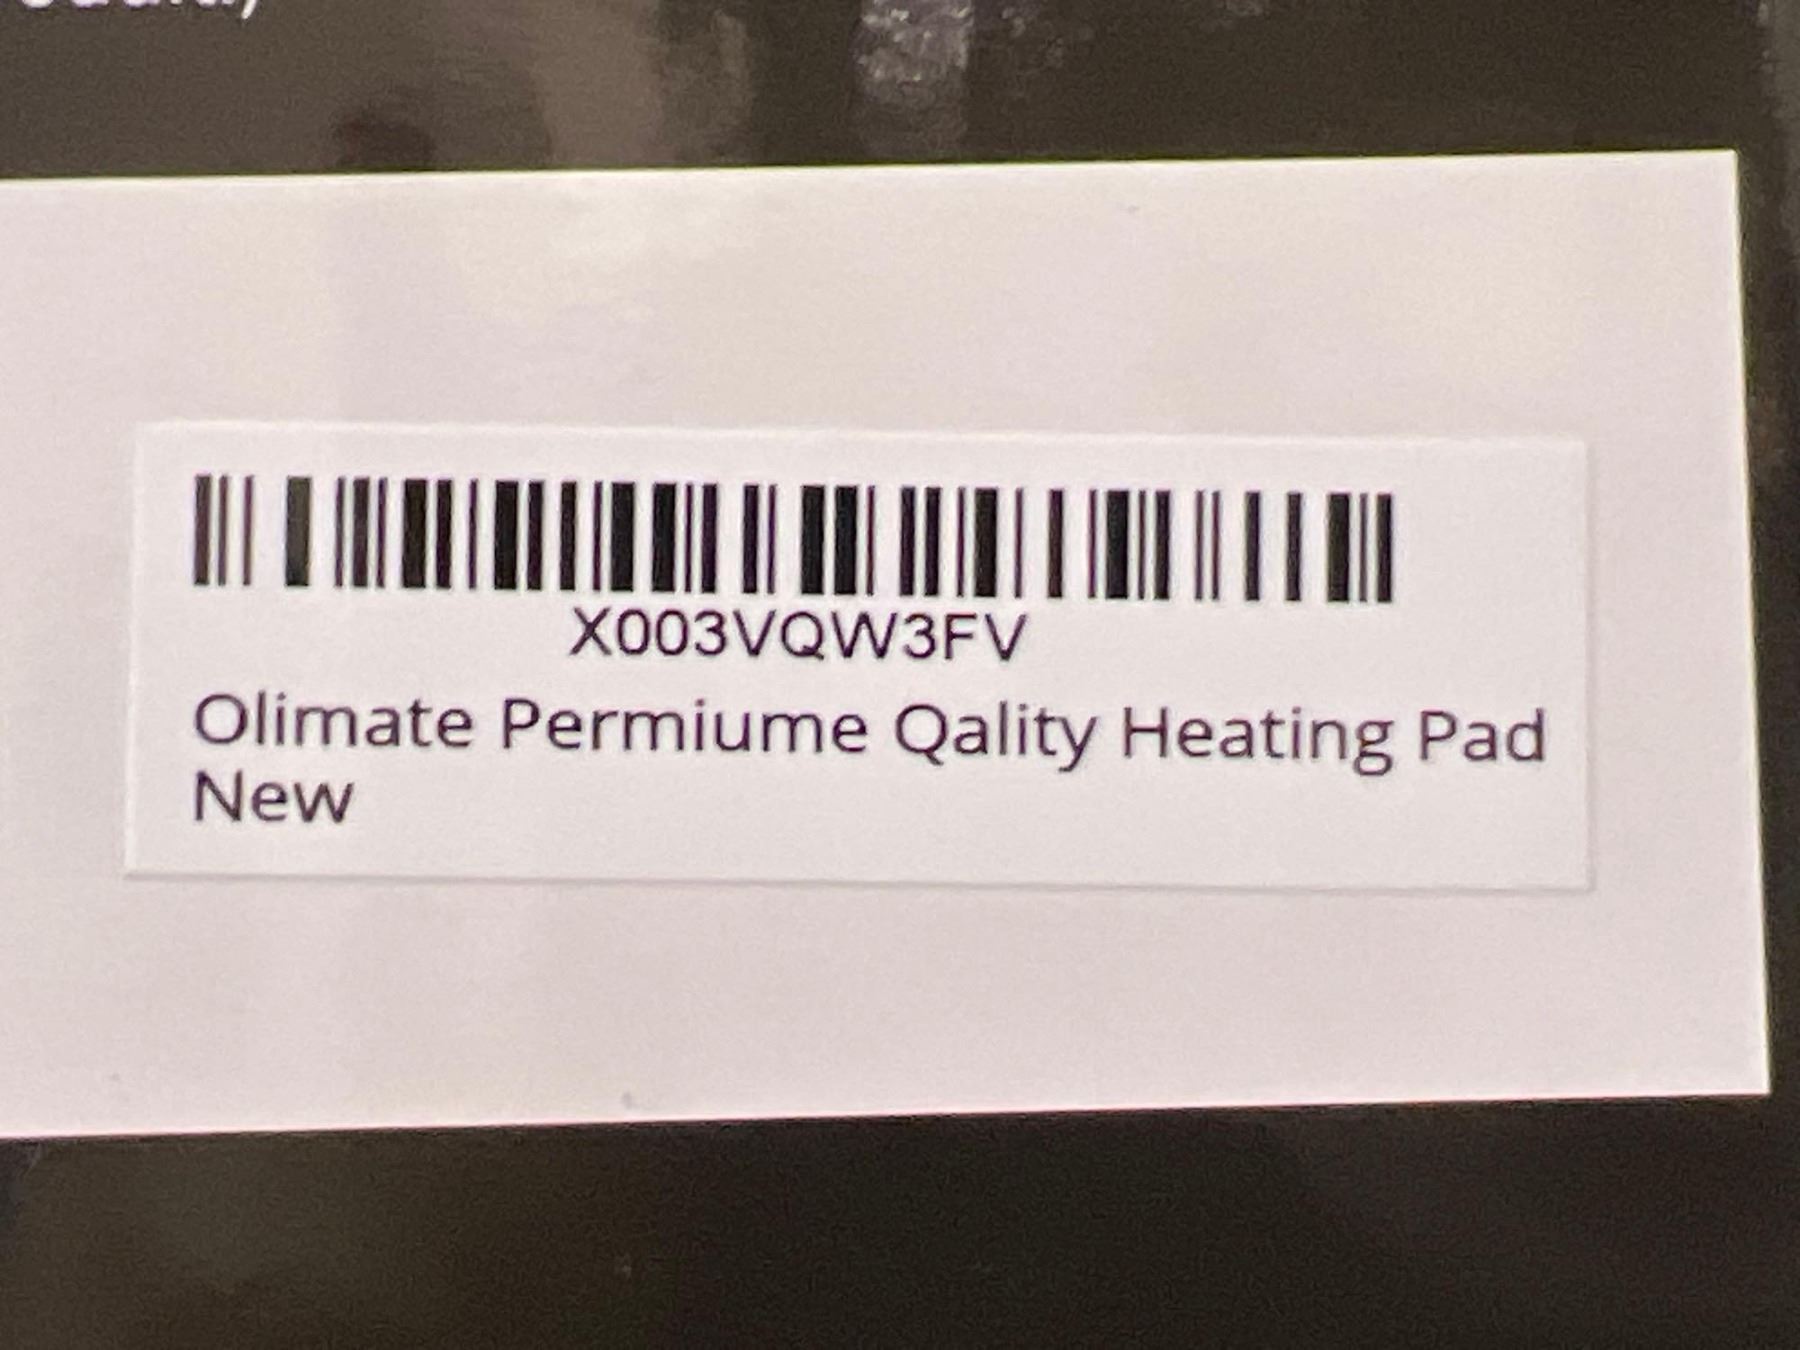 X003VQW3FV
Olimate Permiume Qality Heating Pad
New